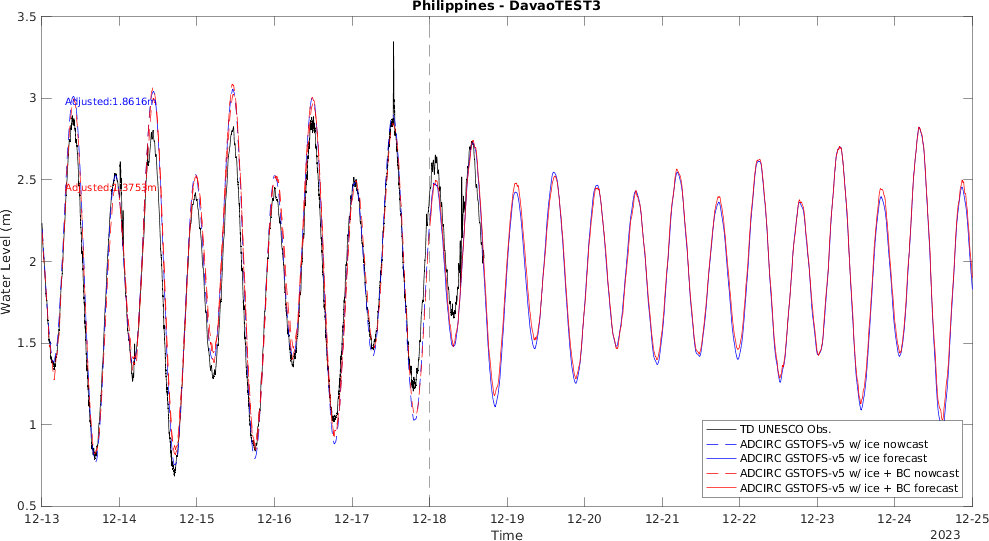 Philippines - DavaoTEST3
3.5
3
2.5
2
1.5
1
0.5
Water Level (m)
Adjusted:1.8616m
Adjusted:1.3753m
TD UNESCO Obs.
ADCIRC GSTOFS-v5 w/ ice nowcast
ADCIRC GSTOFS-v5 w/ ice forecast
ADCIRC GSTOFS-v5 w/ ice + BC nowcast
ADCIRC GSTOFS-v5 w/ ice + BC forecast
12-13
12-14
12-15
12-16
12-17
12-18
12-19
12-20
12-21
12-22
12-23
12-24
12-25
Time
2023